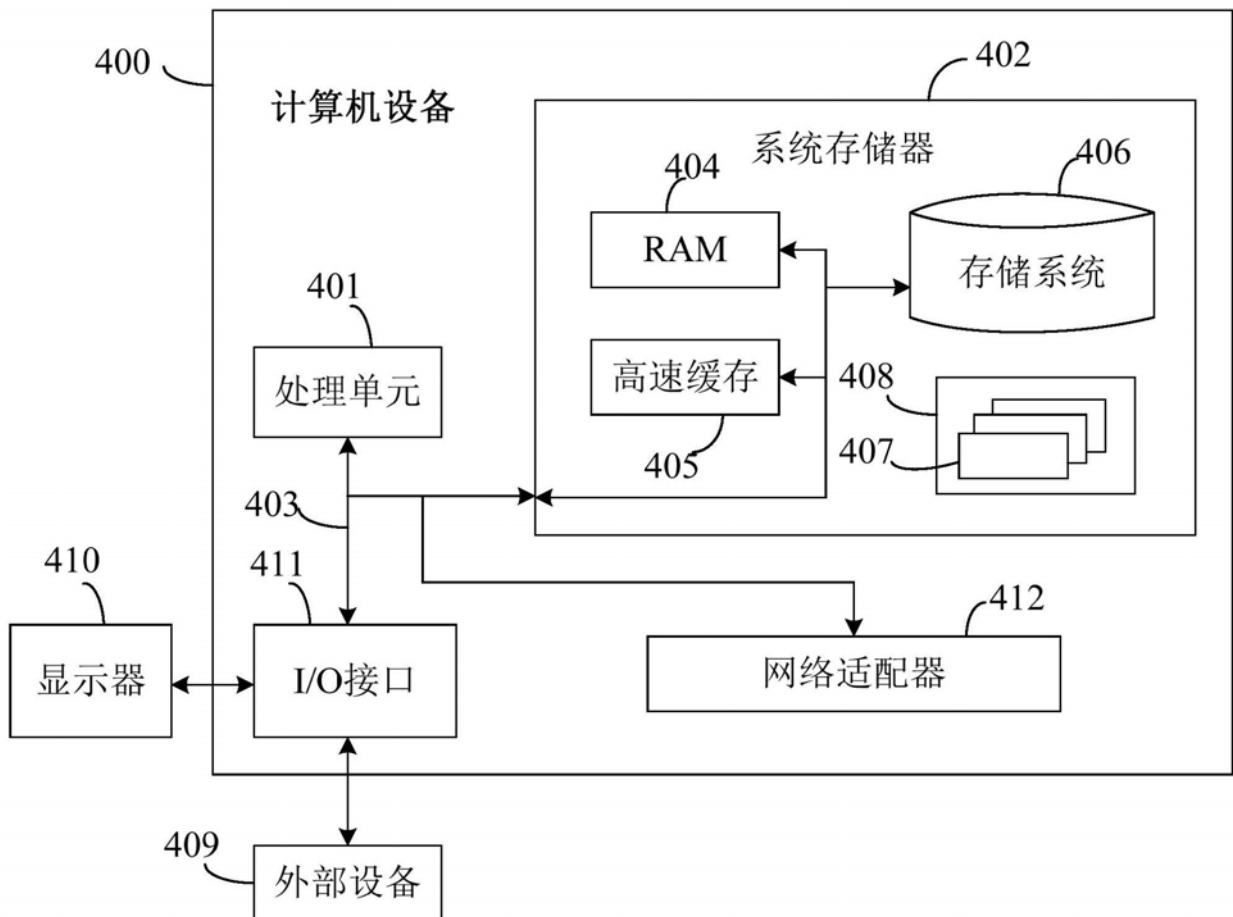 400
计算机设备
402
系统存储器
404
406
RAM
存储系统
401
处理单元
高速缓存
408
405
407
403
411
410
412
显示器
I/O接口
网络适配器
409
外部设备